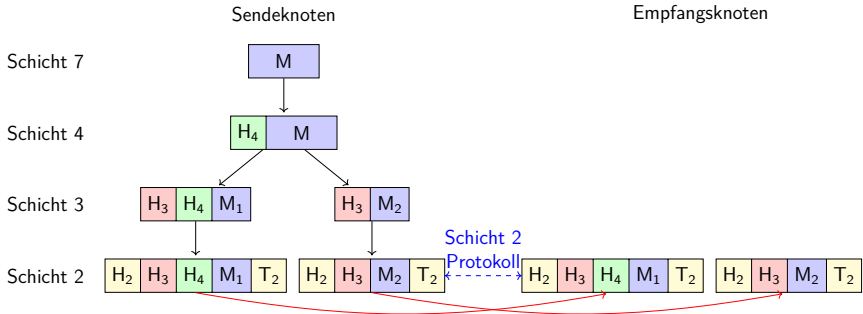 Sendeknoten
Empfangsknoten
Schicht 7
M
Schicht 4
H₄ M
Schicht 3
H₃ H₄ M₁
H₃ M₂
Schicht 2
Protokoll
Schicht 2
H₂ H₃ H₄ M₁ T₂
H₂ H₃ M₂ T₂
H₂ H₃ H₄ M₁ T₂
H₂ H₃ M₂ T₂